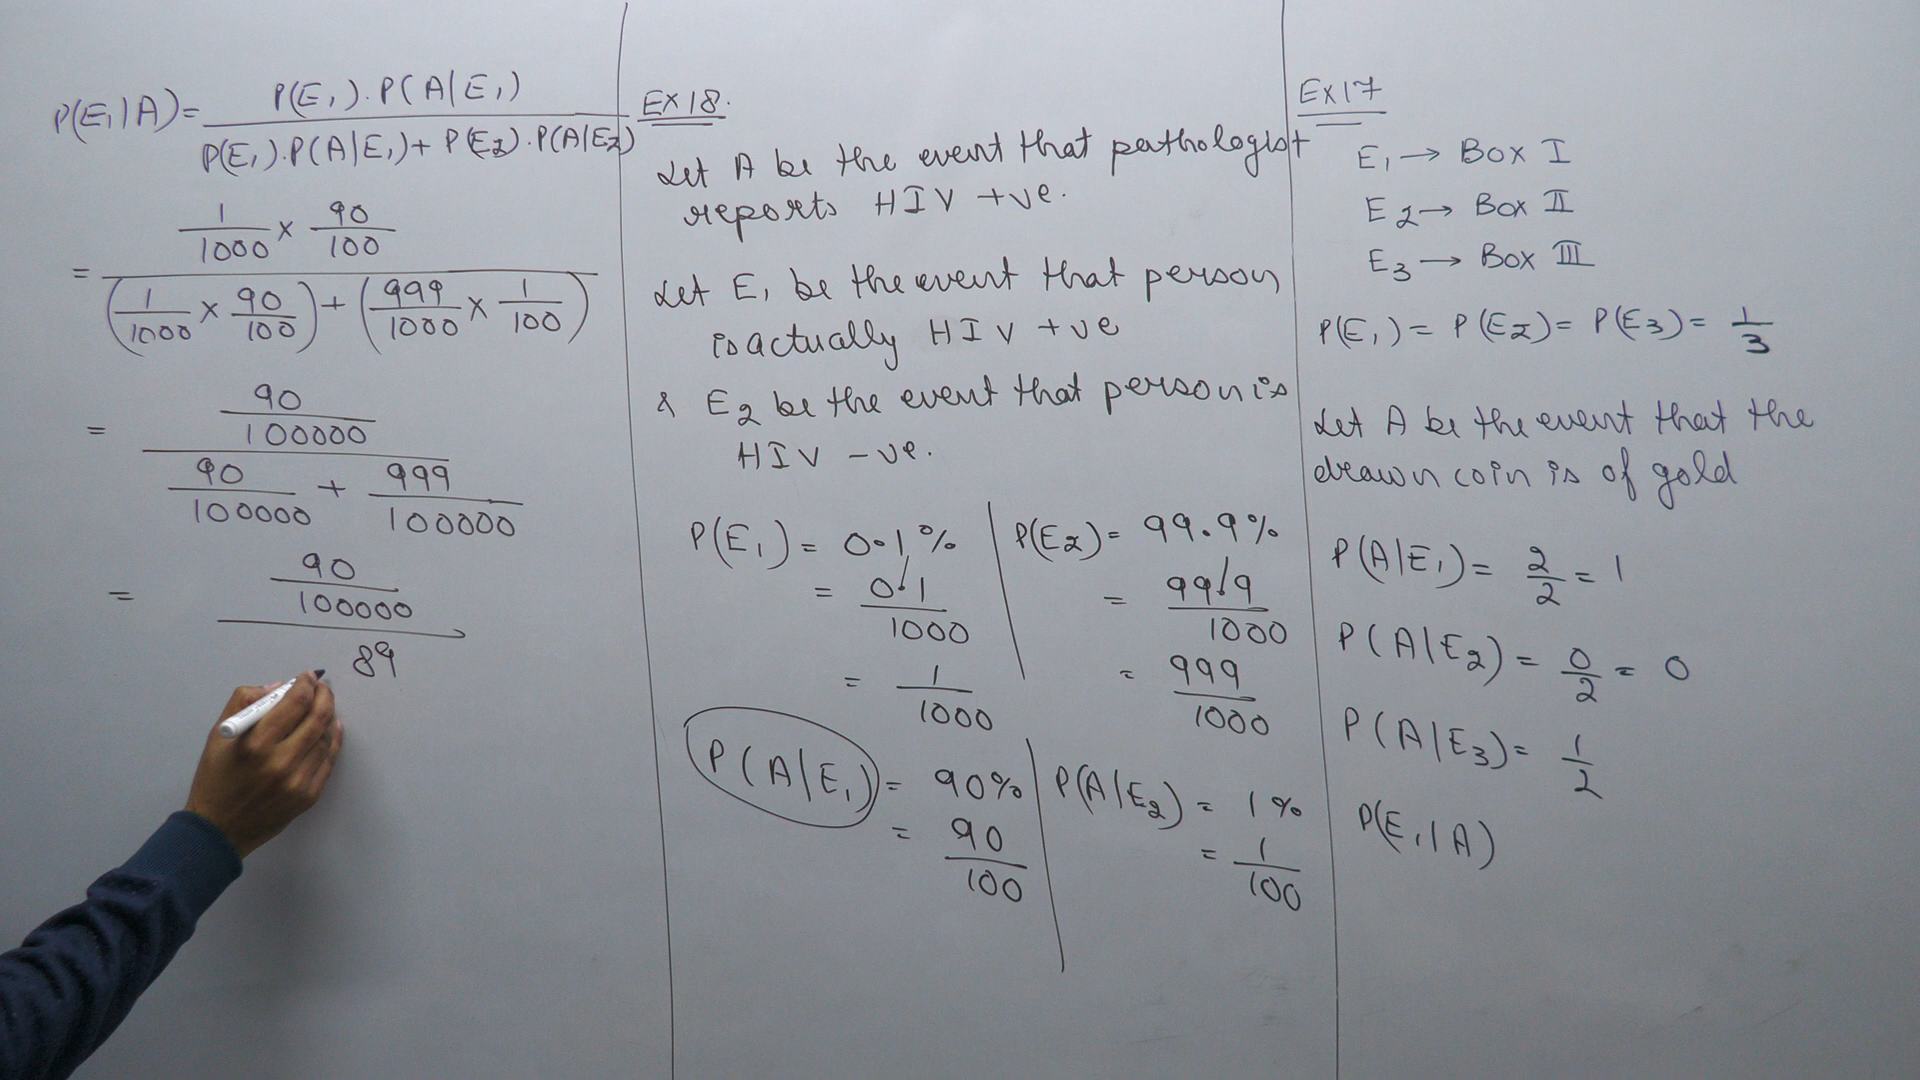 P(E₁|A) = P(E₁).P(A|E₁) / P(E₁).P(A|E₁) + P(E₂).P(A|E₂)
= 1/1000 × 90/100 / (1/1000 × 90/100) + (999/1000 × 1/100)
= 90/100000 / 90/100000 + 999/100000
= 90/100000 / 89
Ex 18.
Let A be the event that pathologist
reports HIV +ve.
Let E₁ be the event that person
is actually HIV +ve
& E₂ be the event that person is
HIV -ve.
P(E₁) = 0.1%
= 0.1/1000
= 1/1000
P(E₂) = 99.9%
= 99.9/1000
= 999/1000
P(A|E₁) = 90%
= 90/100
P(A|E₂) = 1%
= 1/100
Ex 17
E₁ → Box I
E₂ → Box II
E₃ → Box III
P(E₁) = P(E₂) = P(E₃) = 1/3
Let A be the event that the
drawn coin is of gold
P(A|E₁) = 2/2 = 1
P(A|E₂) = 0/2 = 0
P(A|E₃) = 1/2
P(E₁|A)